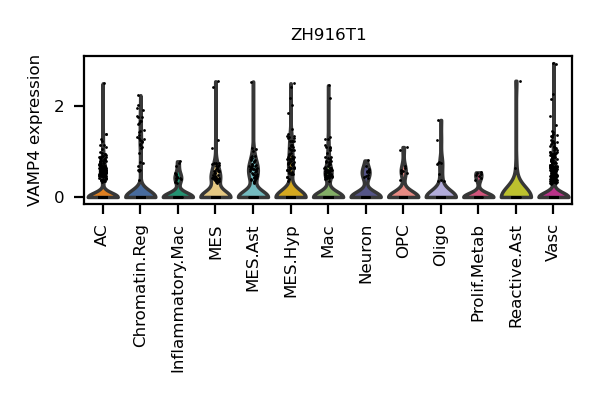 ZH916T1
VAMP4 expression
2
0
AC
Chromatin.Reg
Inflammatory.Mac
MES
MES.Ast
MES.Hyp
Mac
Neuron
OPC
Oligo
Prolif.Metab
Reactive.Ast
Vasc